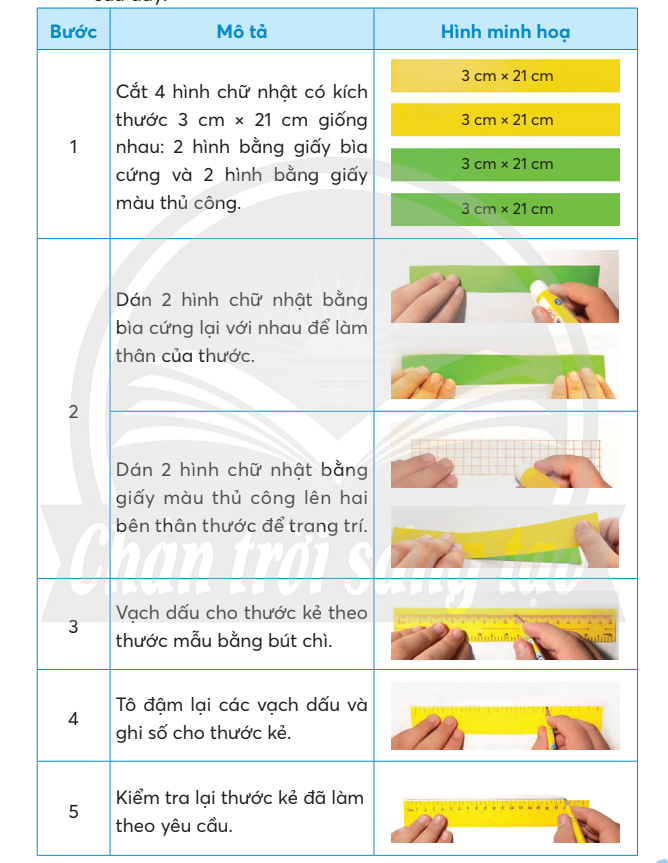 Bước
Mô tả
Hình minh hoạ
1
Cắt 4 hình chữ nhật có kích
thước 3 cm × 21 cm giống
nhau: 2 hình bằng giấy bìa
cứng và 2 hình bằng giấy
màu thủ công.
3 cm × 21 cm
3 cm × 21 cm
3 cm × 21 cm
3 cm × 21 cm
2
Dán 2 hình chữ nhật bằng
bìa cứng lại với nhau để làm
thân của thước.
Dán 2 hình chữ nhật bằng
giấy màu thủ công lên hai
bên thân thước để trang trí.
Chân trời sáng tạo
3
Vạch dấu cho thước kẻ theo
thước mẫu bằng bút chì.
4
Tô đậm lại các vạch dấu và
ghi số cho thước kẻ.
5
Kiểm tra lại thước kẻ đã làm
theo yêu cầu.